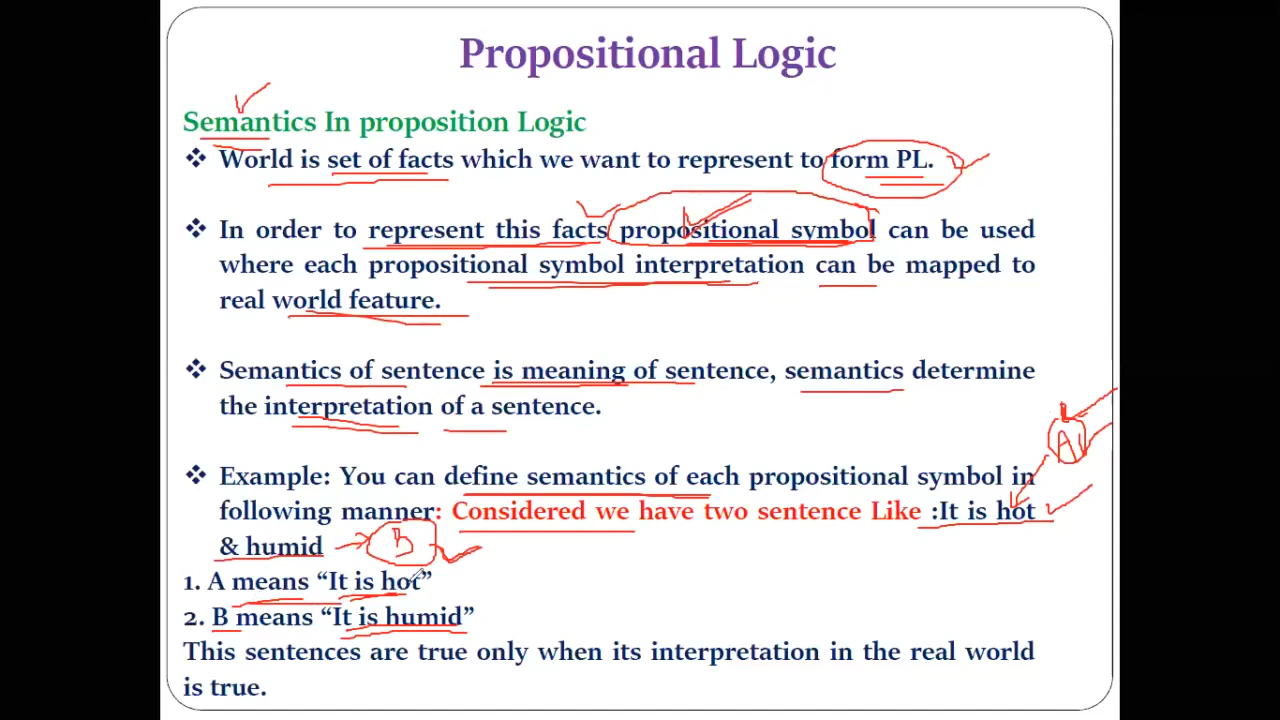 Propositional Logic
Semantics In proposition Logic
❖ World is set of facts which we want to represent to form PL.
❖ In order to represent this facts propositional symbol can be used
where each propositional symbol interpretation can be mapped to
real world feature.
❖ Semantics of sentence is meaning of sentence, semantics determine
the interpretation of a sentence.
A
❖ Example: You can define semantics of each propositional symbol in
following manner: Considered we have two sentence Like :It is hot
& humid B
1. A means “It is hot”
2. B means “It is humid”
This sentences are true only when its interpretation in the real world
is true.